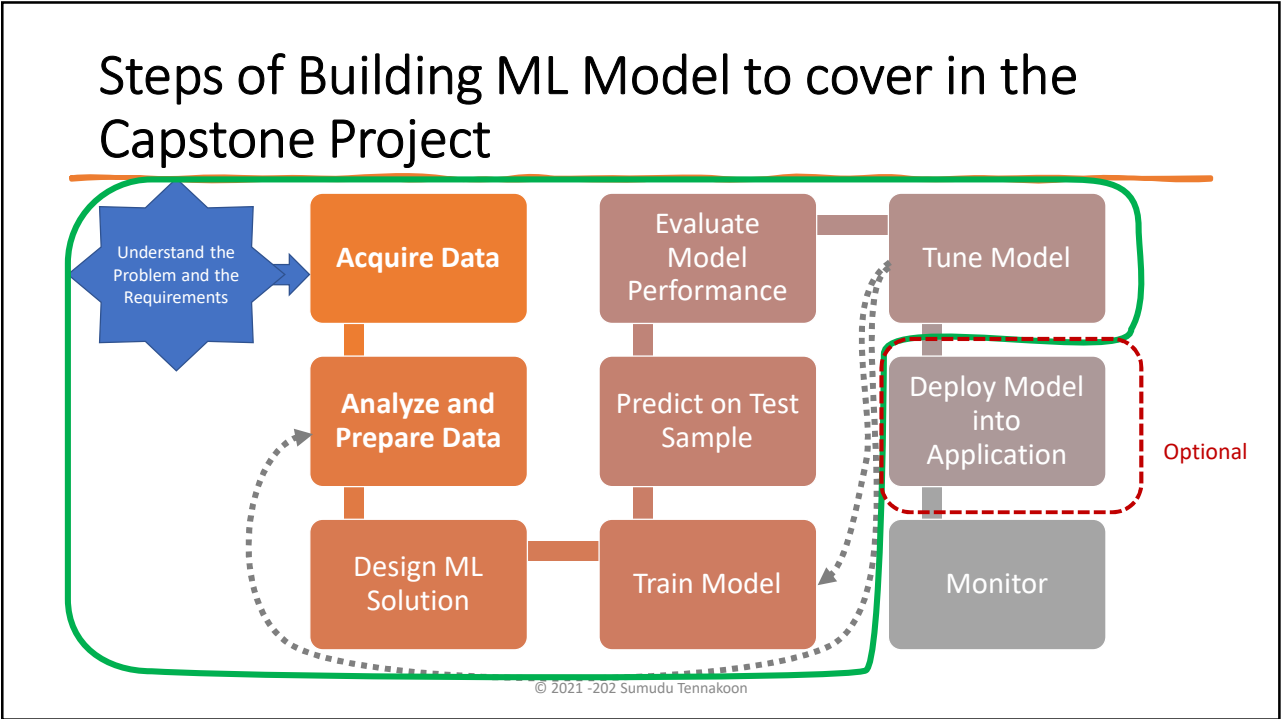 Steps of Building ML Model to cover in the
Capstone Project
Understand the
Problem and the
Requirements
Acquire Data
Analyze and
Prepare Data
Design ML
Solution
Train Model
Predict on Test
Sample
Evaluate
Model
Performance
Tune Model
Deploy Model
into
Application
Optional
Monitor
© 2021 -202 Sumudu Tennakoon